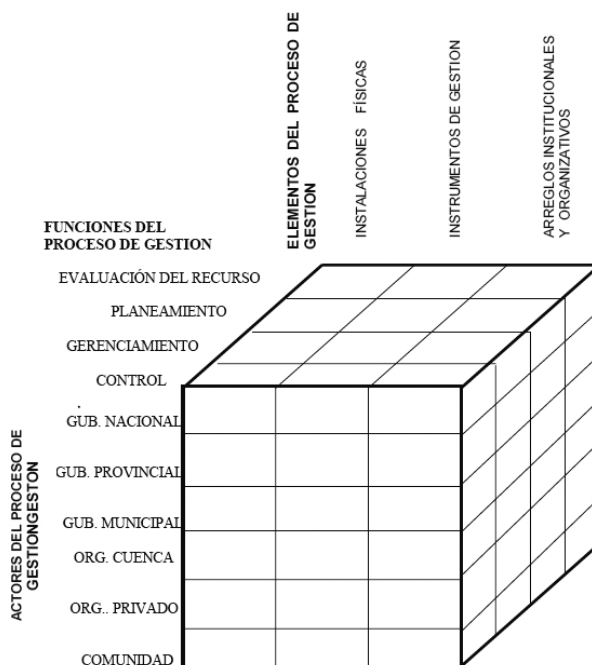 ELEMENTOS DEL PROCESO DE
GESTION
INSTALACIONES FÍSICAS
INSTRUMENTOS DE GESTION
ARREGLOS INSTITUCIONALES
Y ORGANIZATIVOS
FUNCIONES DEL
PROCESO DE GESTION
EVALUACIÓN DEL RECURSO
PLANEAMIENTO
GERENCIAMIENTO
CONTROL
ACTORES DEL PROCESO DE
GESTIONGESTON
GUB. NACIONAL
GUB. PROVINCIAL
GUB. MUNICIPAL
ORG. CUENCA
ORG.. PRIVADO
COMUNIDAD